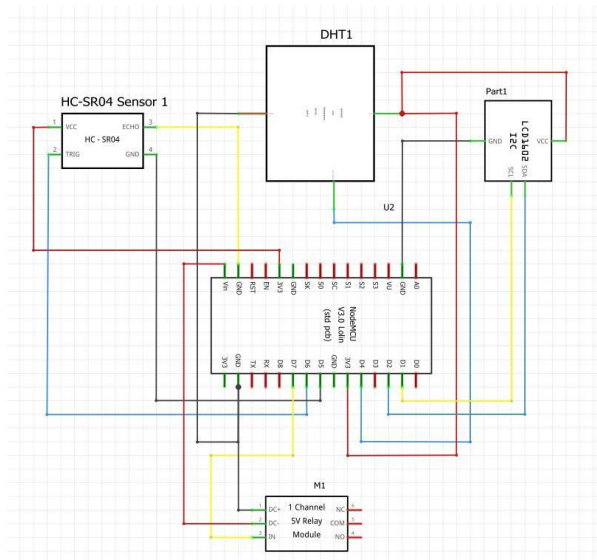 DHT1
HC-SR04 Sensor 1
1 VCC ECHO 3
HC - SR04
2 TRIG GND 4
Part1
LCD1602
I2C
GND VCC
SCL SDA
U2
Vin GND RST EN 3V3 GND SK S0 SC S1 S2 S3 VU GND A0
NodeMCU
V3.0 Lolin
(std pcb)
3V3 GND TX RX D8 D7 D6 D5 GND 3V3 D4 D3 D2 D1 D0
M1
1 DC+ 1 Channel NC
2 DC- 5V Relay COM
3 IN Module NO 4